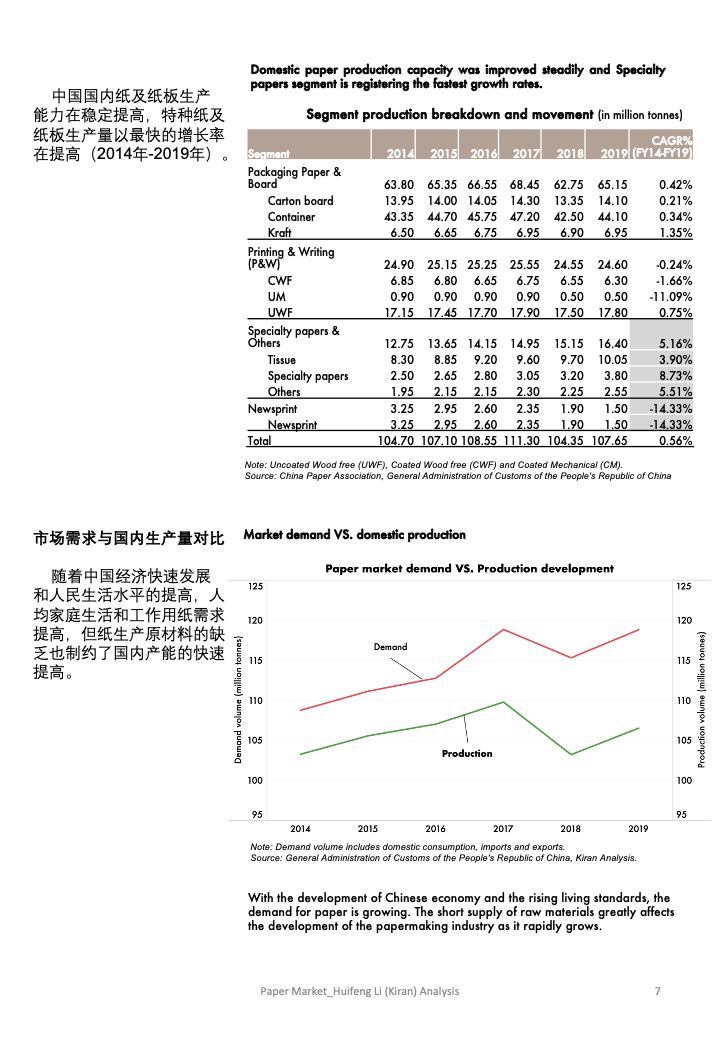 Domestic paper production capacity was improved steadily and Specialty
papers segment is registering the fastest growth rates.
中国国内纸及纸板生产
能力在稳定提高，特种纸及
纸板生产量以最快的增长率
在提高（2014年-2019年）。
Segment production breakdown and movement (in million tonnes)
Segment 2014 2015 2016 2017 2018 2019 CAGR% (FY14-FY19)
Packaging Paper &
Board 63.80 65.35 66.55 68.45 62.75 65.15 0.42%
Carton board 13.95 14.00 14.05 14.30 13.35 14.10 0.21%
Container 43.35 44.70 45.75 47.20 42.50 44.10 0.34%
Kraft 6.50 6.65 6.75 6.95 6.90 6.95 1.35%
Printing & Writing
(P&W) 24.90 25.15 25.25 25.55 24.55 24.60 -0.24%
CWF 6.85 6.80 6.65 6.75 6.55 6.30 -1.66%
UM 0.90 0.90 0.90 0.90 0.50 0.50 -11.09%
UWF 17.15 17.45 17.70 17.90 17.50 17.80 0.75%
Specialty papers &
Others 12.75 13.65 14.15 14.95 15.15 16.40 5.16%
Tissue 8.30 8.85 9.20 9.60 9.70 10.05 3.90%
Specialty papers 2.50 2.65 2.80 3.05 3.20 3.80 8.73%
Others 1.95 2.15 2.15 2.30 2.25 2.55 5.51%
Newsprint 3.25 2.95 2.60 2.35 1.90 1.50 -14.33%
Newsprint 3.25 2.95 2.60 2.35 1.90 1.50 -14.33%
Total 104.70 107.10 108.55 111.30 104.35 107.65 0.56%
Note: Uncoated Wood free (UWF), Coated Wood free (CWF) and Coated Mechanical (CM).
Source: China Paper Association, General Administration of Customs of the People's Republic of China
市场需求与国内生产量对比
Market demand VS. domestic production
随着中国经济快速发展
和人民生活水平的提高，人
均家庭生活和工作用纸需求
提高，但纸生产原材料的缺
乏也制约了国内产能的快速
提高。
Paper market demand VS. Production development
Demand volume (million tonnes)
125
120
115
110
105
100
95
Demand
Production
125
120
115
110
105
100
95
Production volume (million tonnes)
2014 2015 2016 2017 2018 2019
Note: Demand volume includes domestic consumption, imports and exports.
Source: General Administration of Customs of the People's Republic of China, Kiran Analysis.
With the development of Chinese economy and the rising living standards, the
demand for paper is growing. The short supply of raw materials greatly affects
the development of the papermaking industry as it rapidly grows.
Paper Market_Huifeng Li (Kiran) Analysis 7